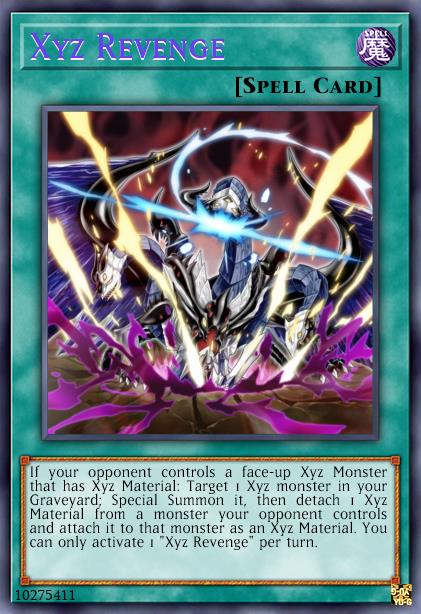 Xyz Revenge
SPELL
魔
[Spell Card]
If your opponent controls a face-up Xyz Monster
that has Xyz Material: Target 1 Xyz monster in your
Graveyard; Special Summon it, then detach 1 Xyz
Material from a monster your opponent controls
and attach it to that monster as an Xyz Material. You
can only activate 1 "Xyz Revenge" per turn.
10275411